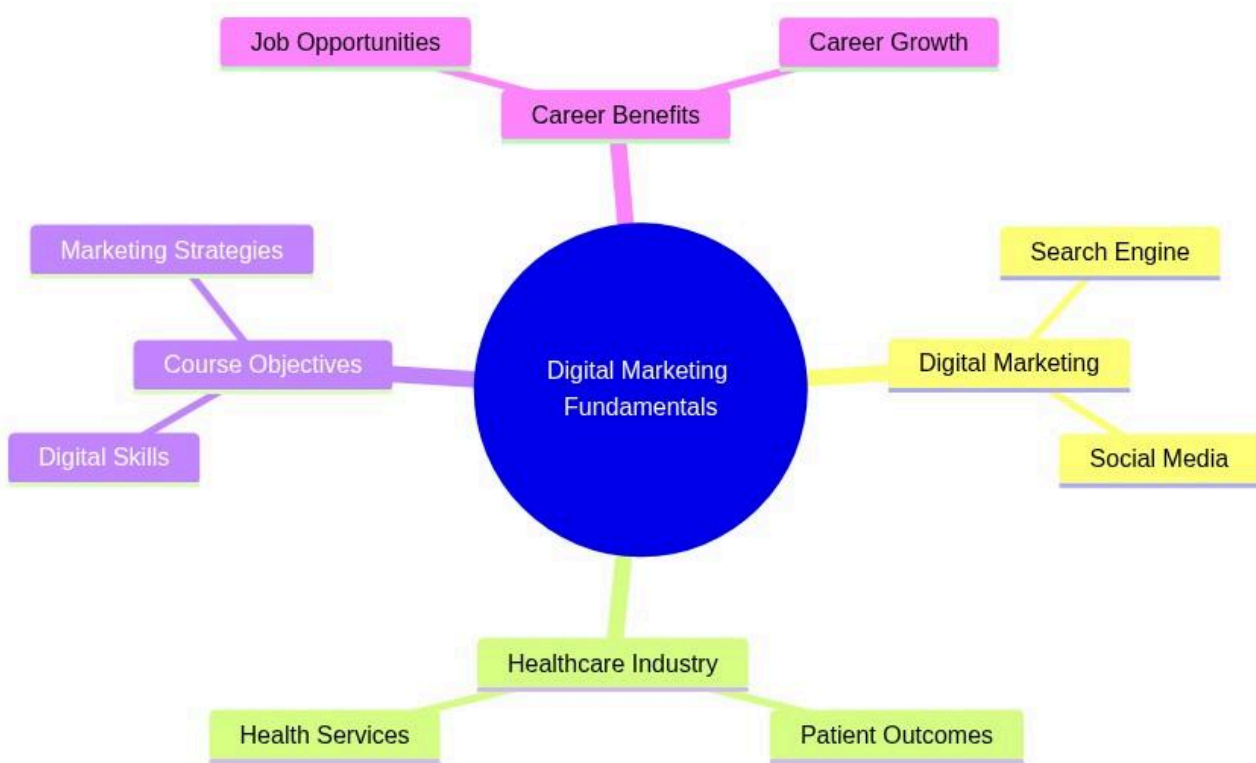 Job Opportunities
Career Growth
Career Benefits
Marketing Strategies
Search Engine
Course Objectives
Digital Marketing
Fundamentals
Digital Marketing
Digital Skills
Social Media
Healthcare Industry
Health Services
Patient Outcomes